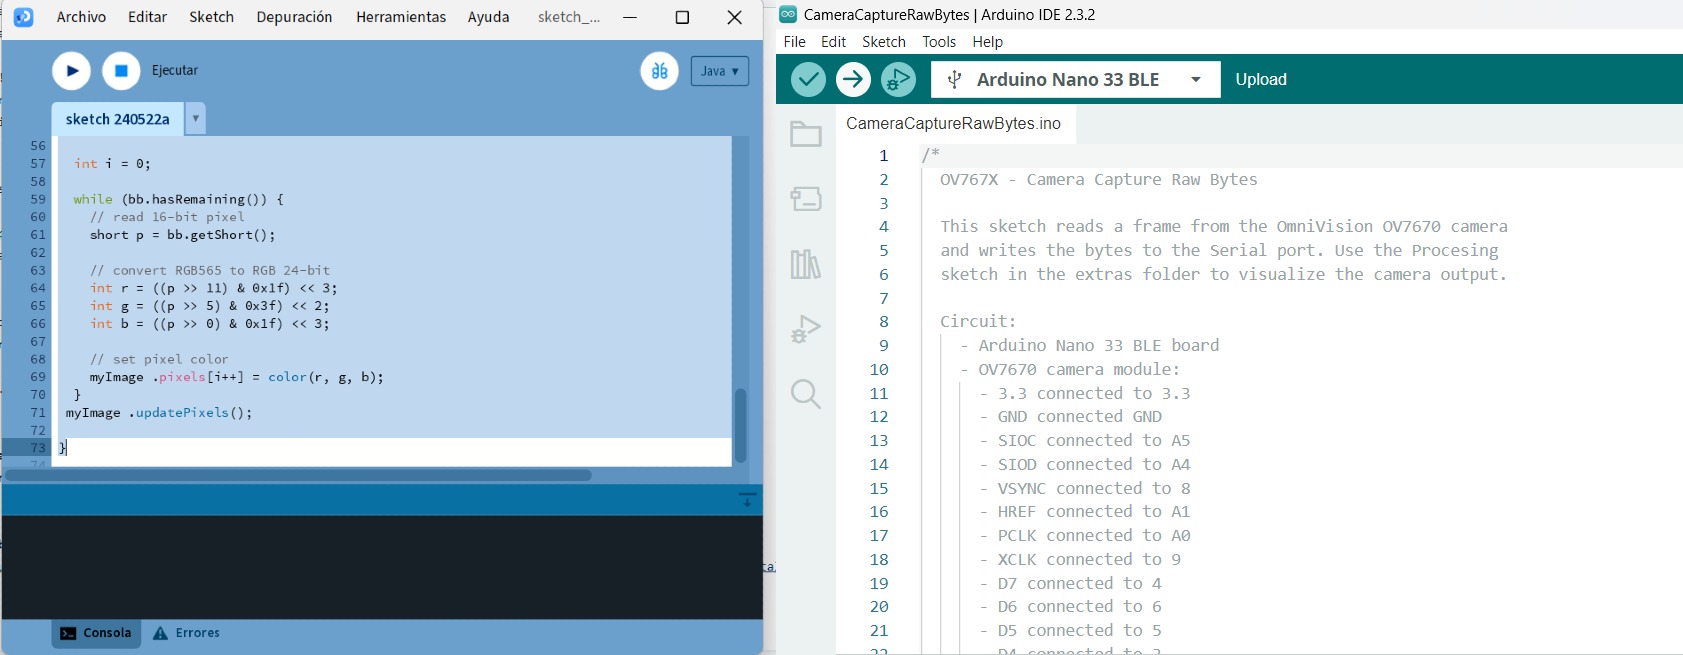 Archivo Editar Sketch Depuración Herramientas Ayuda sketch_...
Ejecutar
Java
sketch 240522a
56
57 int i = 0;
58
59 while (bb.hasRemaining()) {
60 // read 16-bit pixel
61 short p = bb.getShort();
62
63 // convert RGB565 to RGB 24-bit
64 int r = ((p >> 11) & 0x1f) << 3;
65 int g = ((p >> 5) & 0x3f) << 2;
66 int b = ((p >> 0) & 0x1f) << 3;
67
68 // set pixel color
69 myImage .pixels[i++] = color(r, g, b);
70 }
71 myImage .updatePixels();
72
73 }
74
Consola Errores
CameraCaptureRawBytes | Arduino IDE 2.3.2
File Edit Sketch Tools Help
Arduino Nano 33 BLE Upload
CameraCaptureRawBytes.ino
1 /*
2 OV767X - Camera Capture Raw Bytes
3
4 This sketch reads a frame from the OmniVision OV7670 camera
5 and writes the bytes to the Serial port. Use the Procesing
6 sketch in the extras folder to visualize the camera output.
7
8 Circuit:
9 - Arduino Nano 33 BLE board
10 - OV7670 camera module:
11 - 3.3 connected to 3.3
12 - GND connected GND
13 - SIOC connected to A5
14 - SIOD connected to A4
15 - VSYNC connected to 8
16 - HREF connected to A1
17 - PCLK connected to A0
18 - XCLK connected to 9
19 - D7 connected to 4
20 - D6 connected to 6
21 - D5 connected to 5
22 - D4 connected to